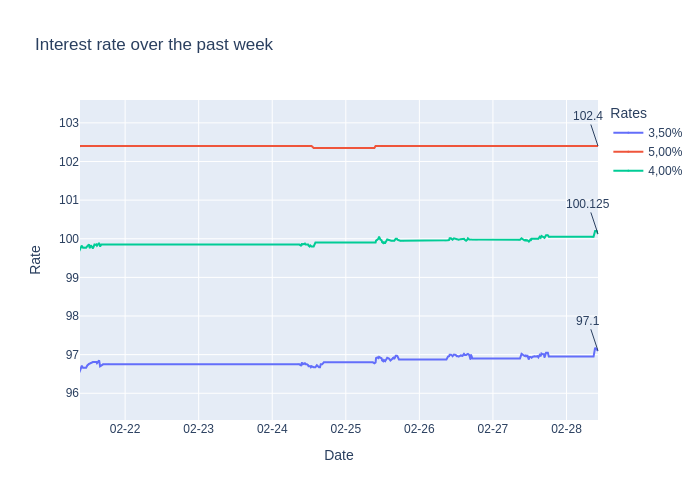 Interest rate over the past week
102.4
100.125
97.1
Rates
3,50%
5,00%
4,00%
Rate
103
102
101
100
99
98
97
96
02-22 02-23 02-24 02-25 02-26 02-27 02-28
Date